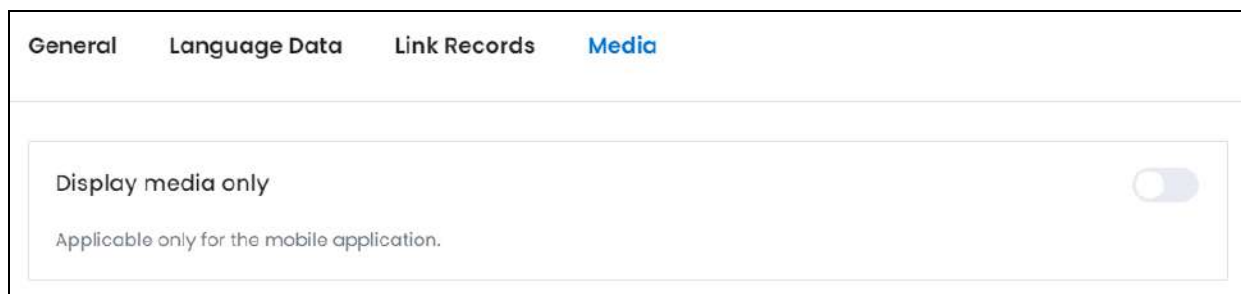 General Language Data Link Records Media
Display media only
Applicable only for the mobile application.